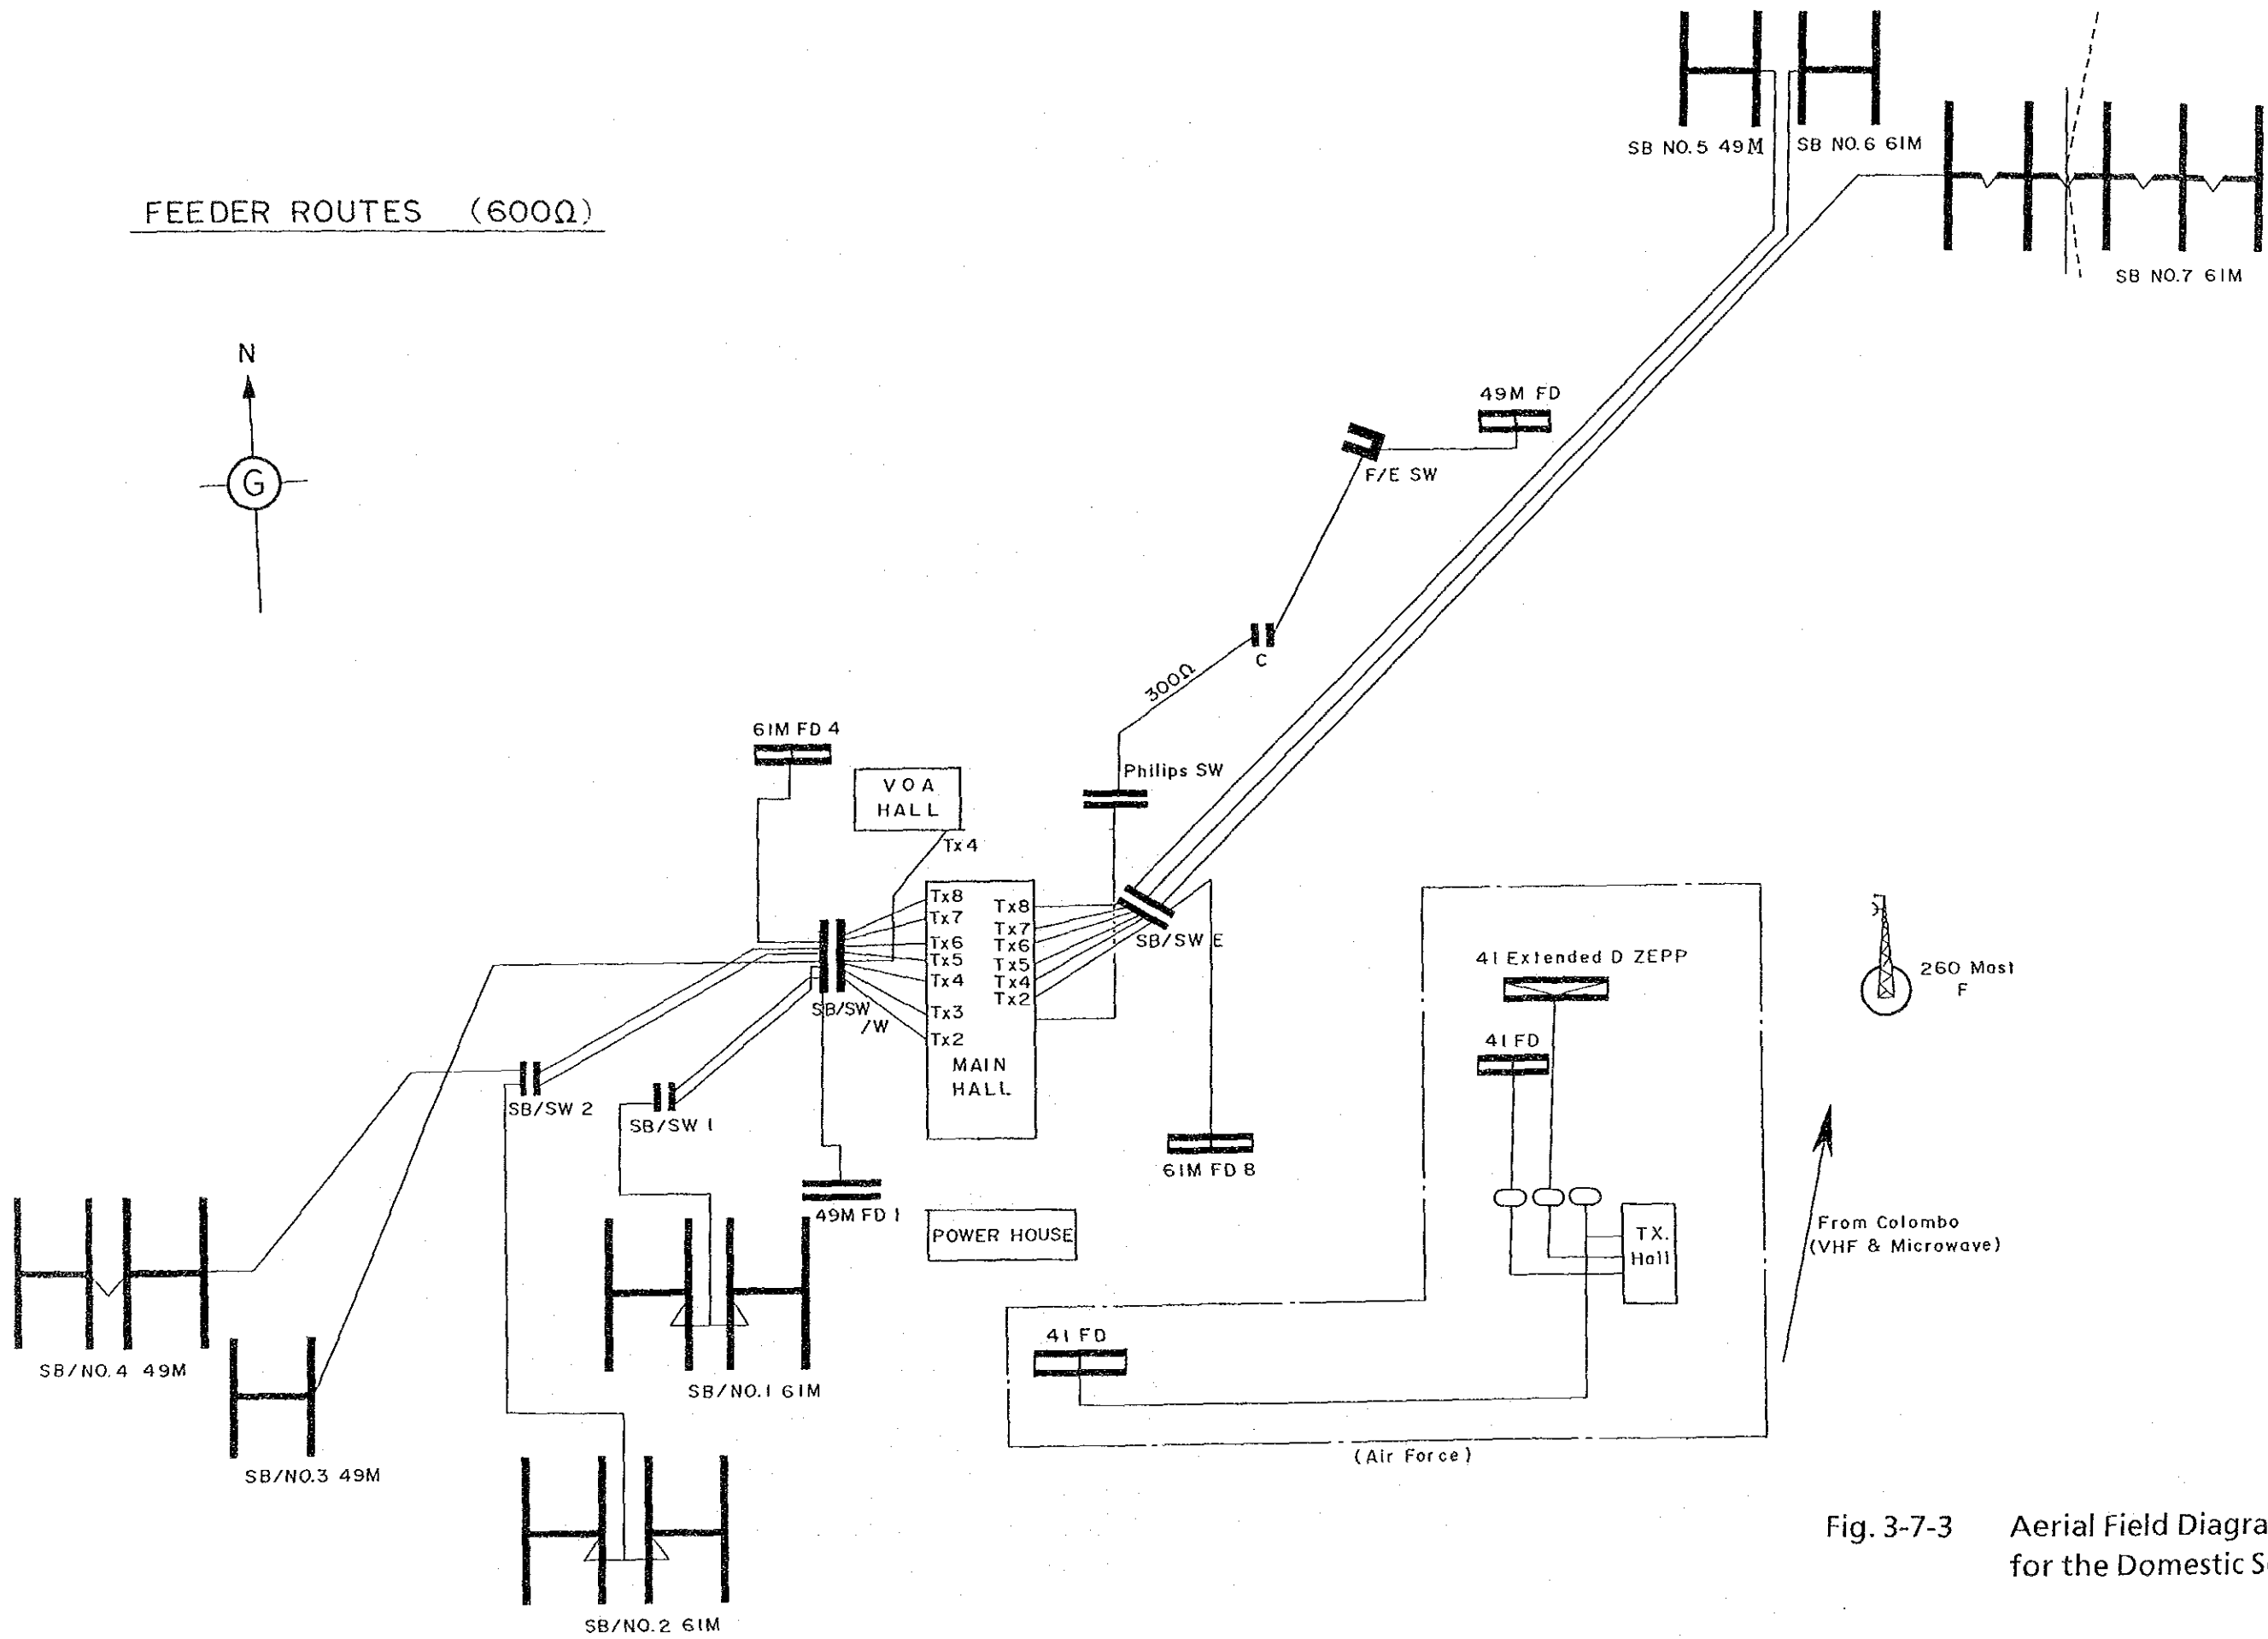 SB NO.5 49M
SB NO.6 61M
SB NO.7 61M
FEEDER ROUTES (600Ω)
N
G
49M FD
F/E SW
C
300Ω
61M FD 4
VOA
HALL
Tx4
Philips SW
Tx8
Tx7
Tx6
Tx5
Tx4
Tx3
Tx2
Tx8
Tx7
Tx6
Tx5
Tx4
Tx2
MAIN
HALL
SB/SW E
SB/SW
/W
SB/SW 2
SB/SW 1
41 Extended D ZEPP
41 FD
260 Mast
F
61M FD 8
49M FD 1
POWER HOUSE
TX.
Hall
From Colombo
(VHF & Microwave)
41 FD
(Air Force)
SB/NO.4 49M
SB/NO.1 61M
SB/NO.3 49M
SB/NO.2 61M
Fig. 3-7-3 Aerial Field Diagra
for the Domestic S